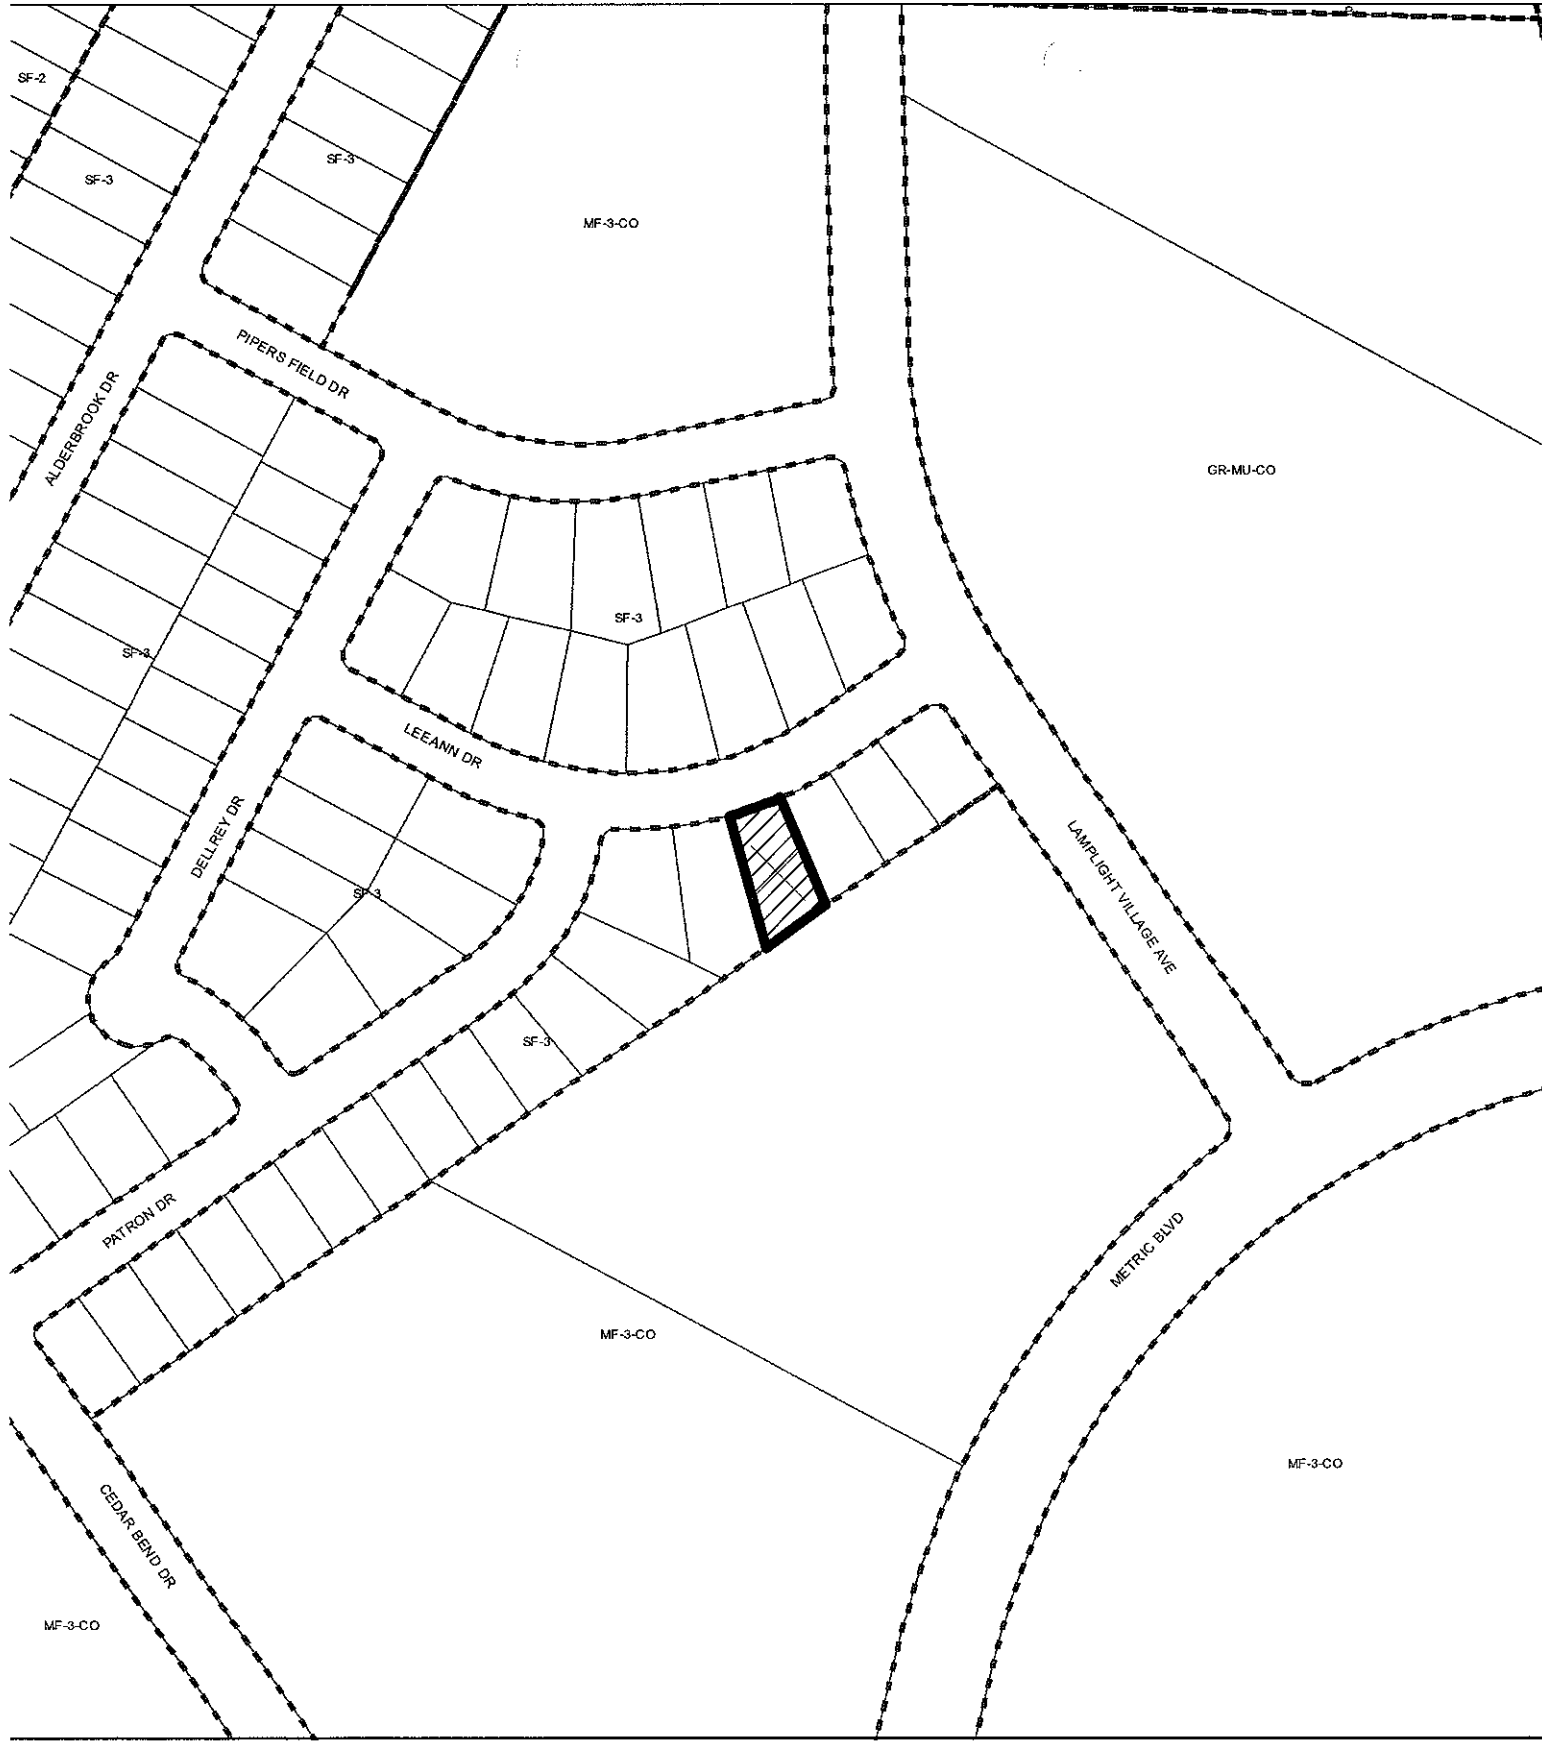 P
SF-2
SF-3
SF-3
MF-3-CO
PIPERS FIELD DR
ALDERBROOK DR
GR-MU-CO
SF-3
SF-3
LEEANN DR
DELLREY DR
LAMPLIGHT VILLAGE AVE
SF-3
SF-3
PATRON DR
METRIC BLVD
MF-3-CO
MF-3-CO
CEDAR BEND DR
MF-3-CO